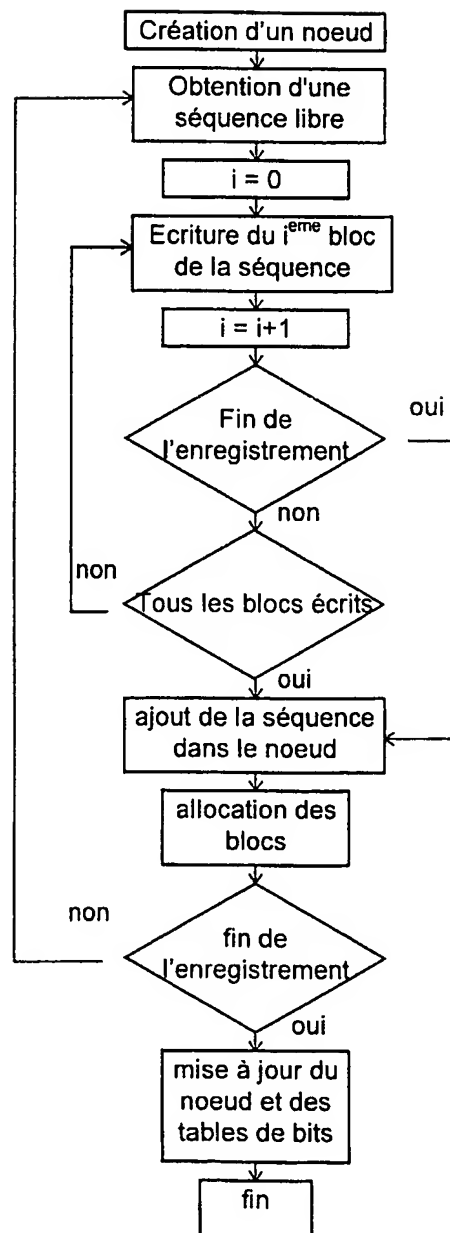 Création d'un noeud
Obtention d'une
séquence libre
i = 0
Ecriture du i^eme bloc
de la séquence
i = i+1
Fin de
l'enregistrement
oui
non
non
Tous les blocs écrits
oui
ajout de la séquence
dans le noeud
allocation des
blocs
non
fin de
l'enregistrement
oui
mise à jour du
noeud et des
tables de bits
fin